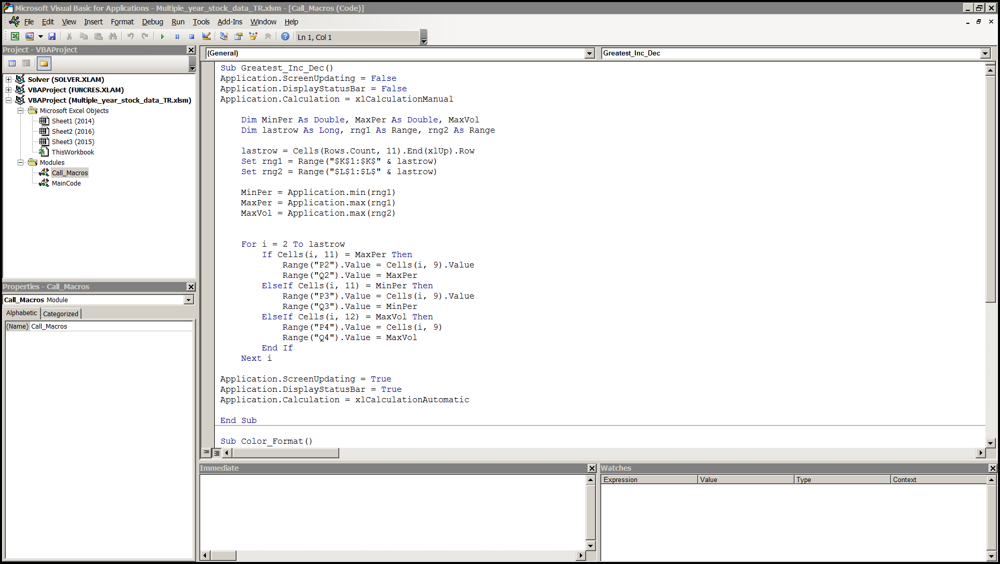 Microsoft Visual Basic for Applications - Multiple_year_stock_data_TR.xlsm - [Call_Macros (Code)]
File Edit View Insert Format Debug Run Tools Add-Ins Window Help
Ln 1, Col 1
Project - VBAProject
Solver (SOLVER.XLAM)
VBAProject (FUNCRES.XLAM)
VBAProject (Multiple_year_stock_data_TR.xlsm)
Microsoft Excel Objects
Sheet1 (2014)
Sheet2 (2016)
Sheet3 (2015)
ThisWorkbook
Modules
Call_Macros
MainCode
Properties - Call_Macros
Call_Macros Module
Alphabetic Categorized
(Name) Call_Macros
(General) Greatest_Inc_Dec
Sub Greatest_Inc_Dec()
Application.ScreenUpdating = False
Application.DisplayStatusBar = False
Application.Calculation = xlCalculationManual
Dim MinPer As Double, MaxPer As Double, MaxVol
Dim lastrow As Long, rng1 As Range, rng2 As Range
lastrow = Cells(Rows.Count, 11).End(xlUp).Row
Set rng1 = Range("$K$1:$K$" & lastrow)
Set rng2 = Range("$L$1:$L$" & lastrow)
MinPer = Application.min(rng1)
MaxPer = Application.max(rng1)
MaxVol = Application.max(rng2)
For i = 2 To lastrow
If Cells(i, 11) = MaxPer Then
Range("P2").Value = Cells(i, 9).Value
Range("Q2").Value = MaxPer
ElseIf Cells(i, 11) = MinPer Then
Range("P3").Value = Cells(i, 9).Value
Range("Q3").Value = MinPer
ElseIf Cells(i, 12) = MaxVol Then
Range("P4").Value = Cells(i, 9)
Range("Q4").Value = MaxVol
End If
Next i
Application.ScreenUpdating = True
Application.DisplayStatusBar = True
Application.Calculation = xlCalculationAutomatic
End Sub
Sub Color_Format()
Immediate
Watches
Expression Value Type Context